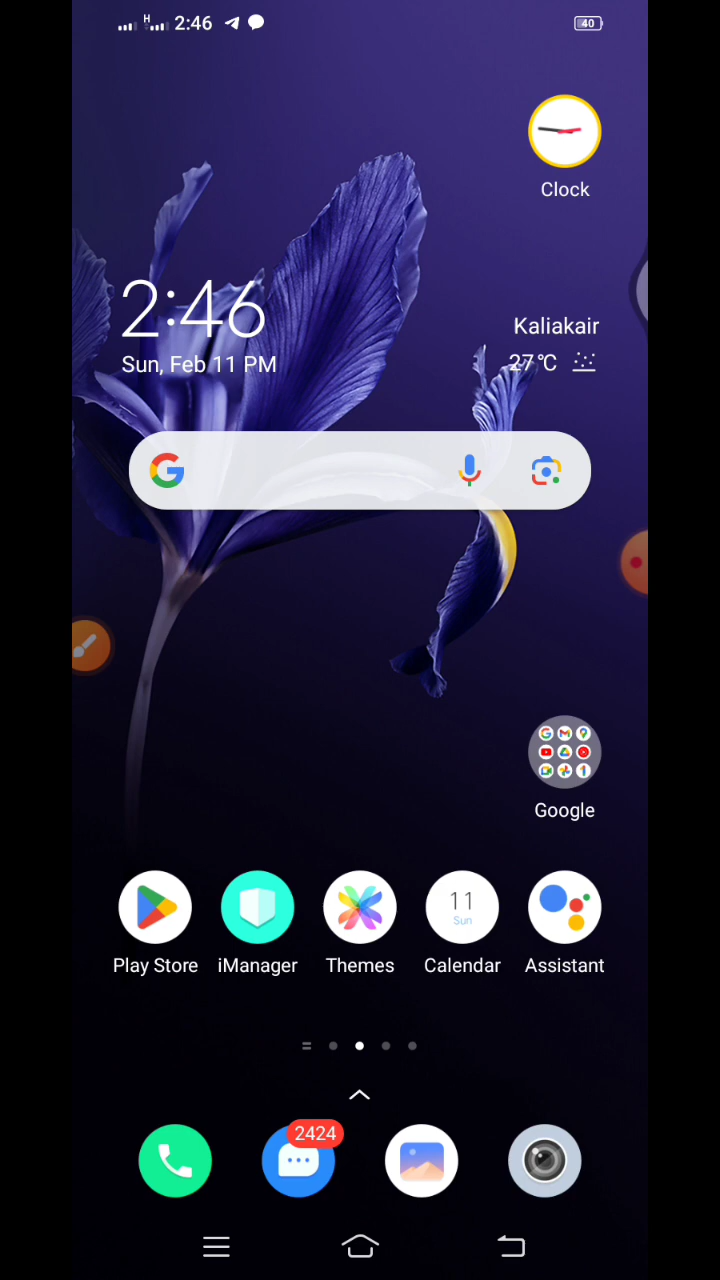 H 2:46 40
Clock
2:46
Sun, Feb 11 PM
Kaliakair
27°C
Google
11
Sun
Play Store iManager Themes Calendar Assistant
2424